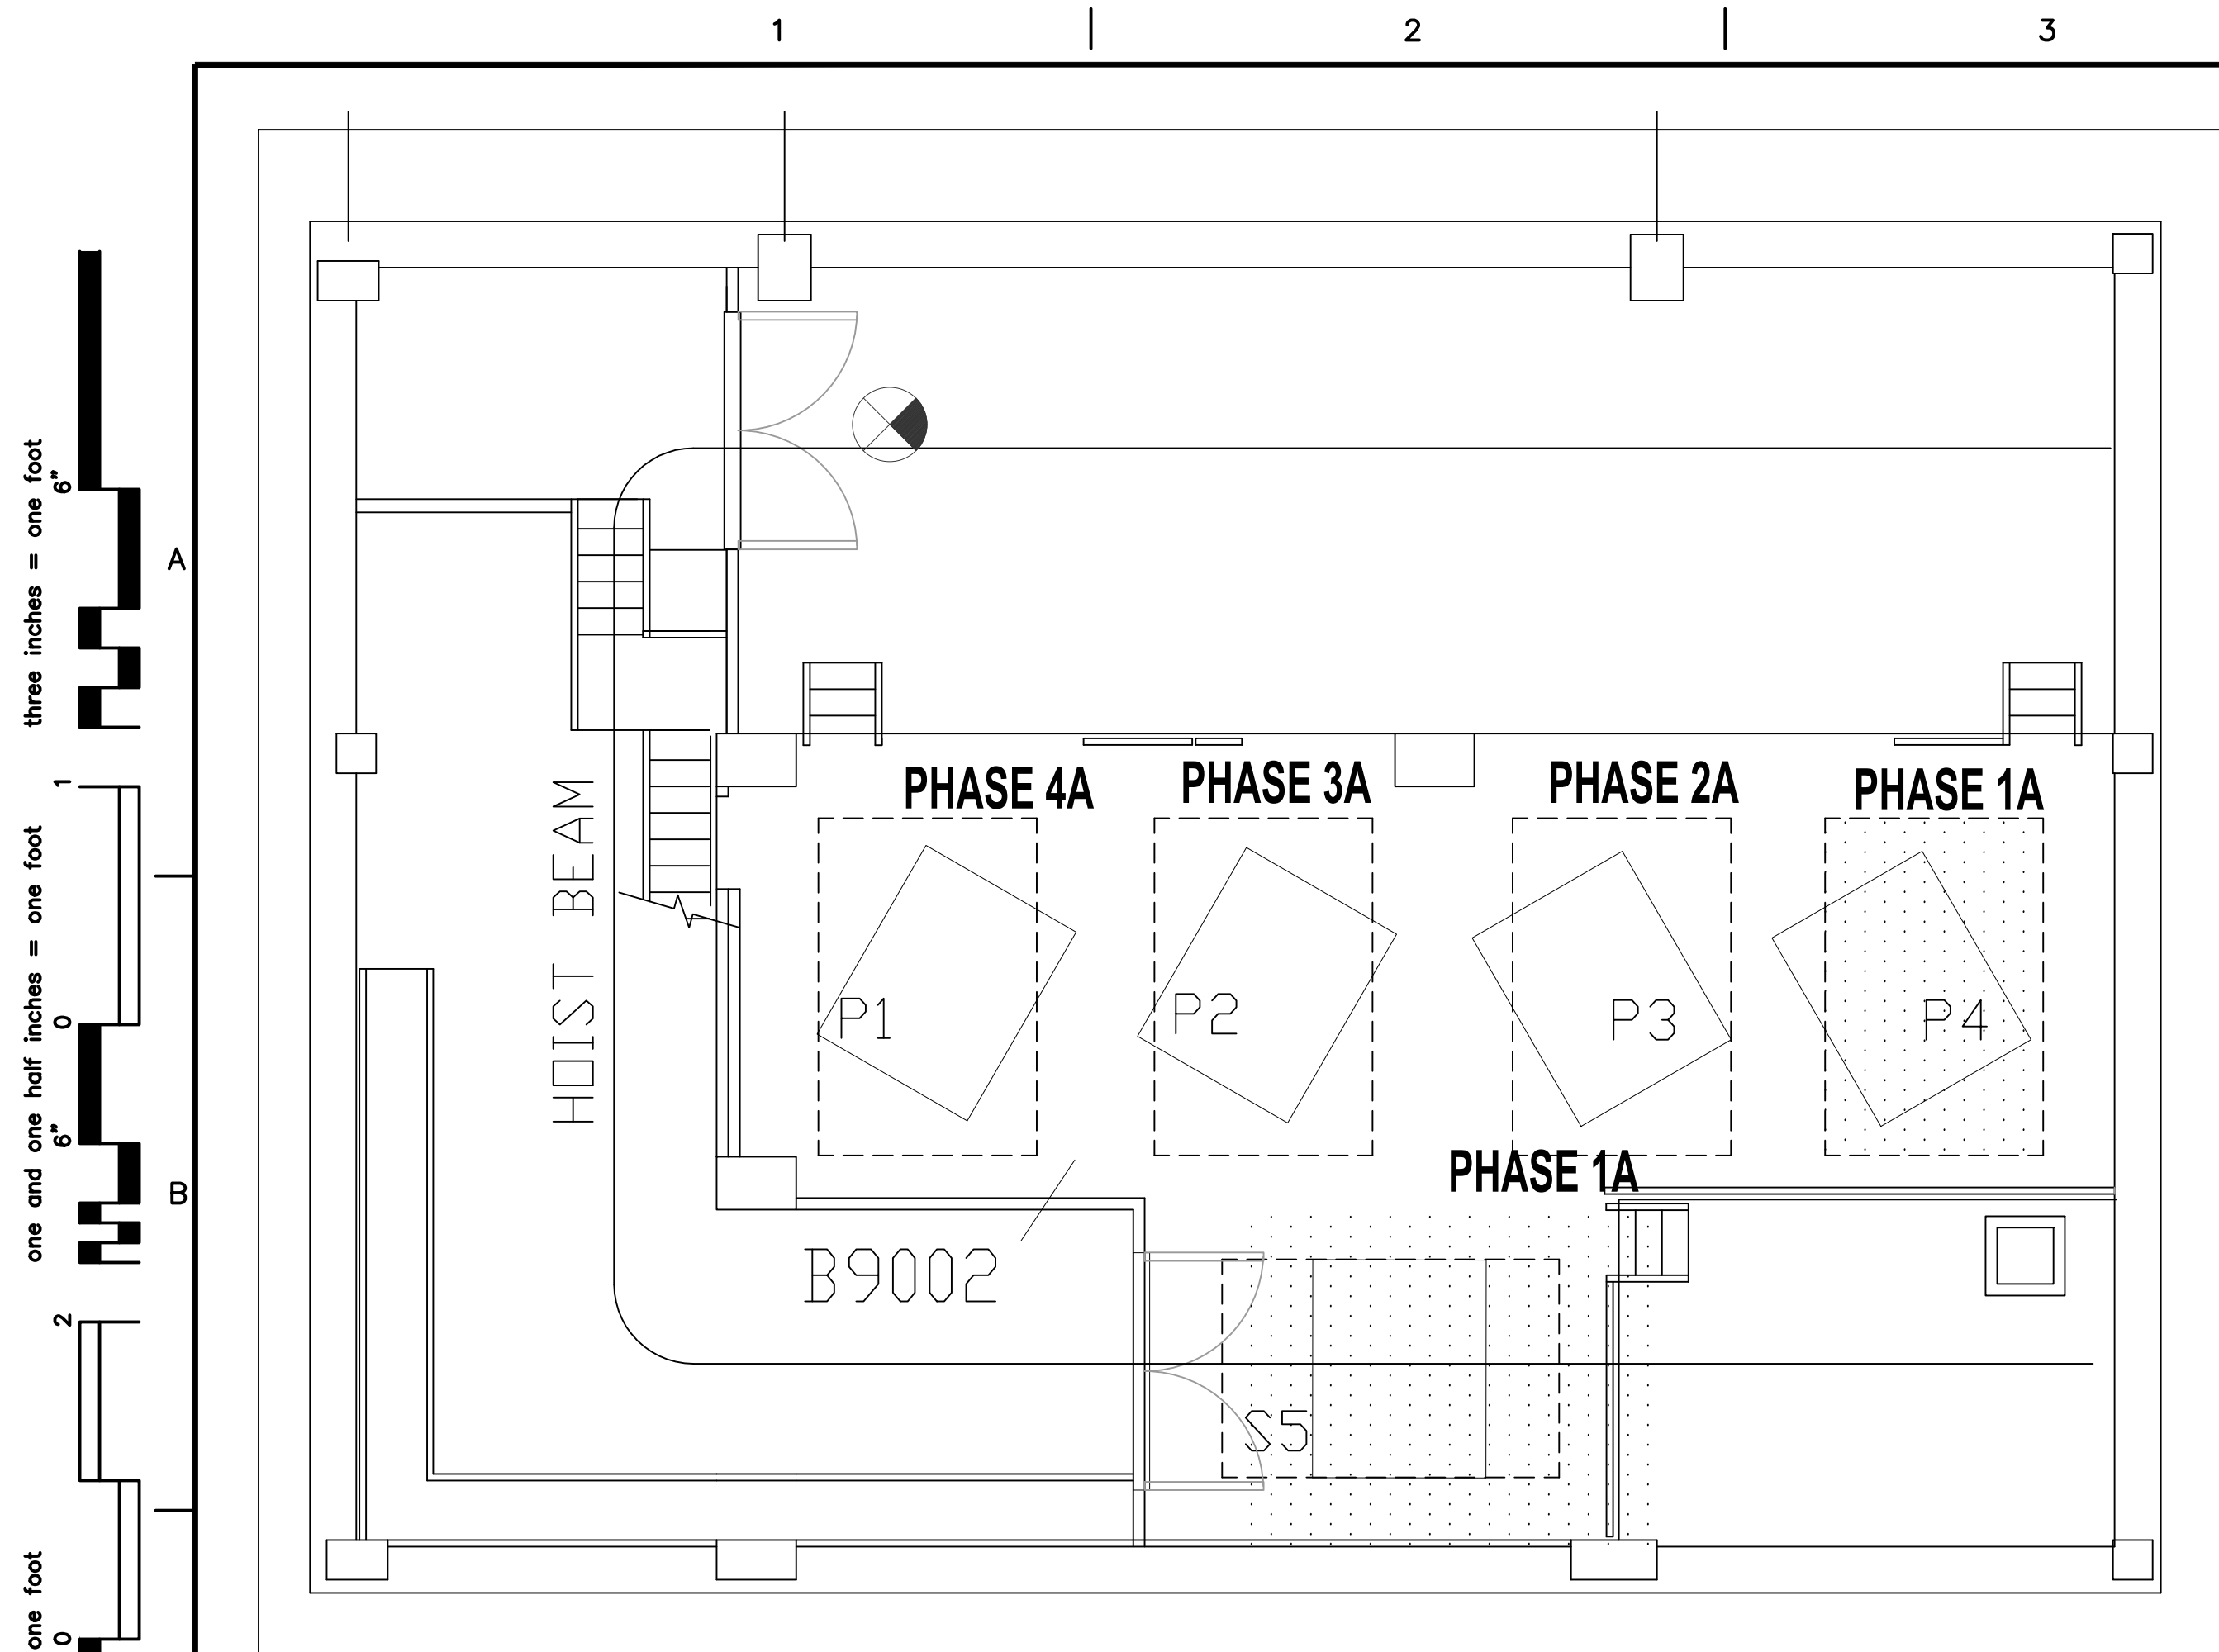 1
2
3
three inches = one foot
6"
A
HOIST BEAM
PHASE 4A
PHASE 3A
PHASE 2A
PHASE 1A
1
one and one half inches = one foot
0
6"
P1
P2
P3
P4
B
PHASE 1A
B9002
2
S5
one foot
0